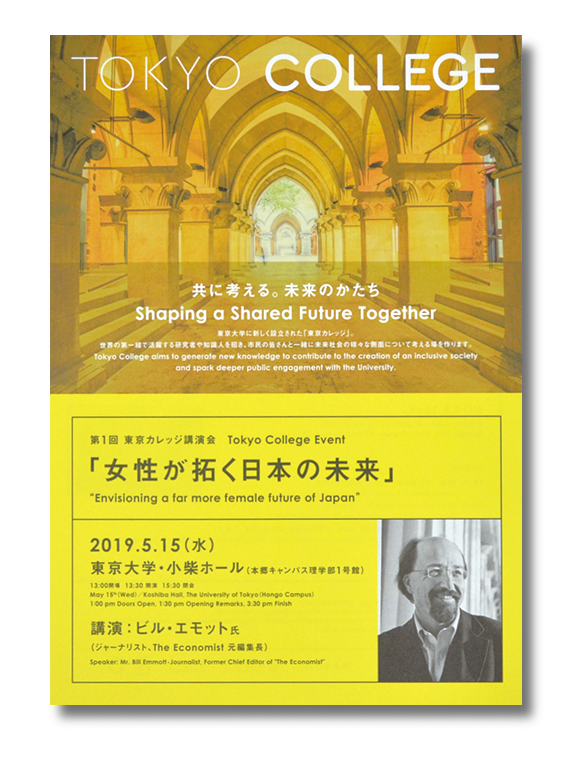 TOKYO COLLEGE
共に考える。未来のかたち
Shaping a Shared Future Together
東京大学に新しく設立された「東京カレッジ」。
世界の第一線で活躍する研究者や知識人を招き、市民の皆さんと一緒に未来社会の様々な側面について考える場を作ります。
Tokyo College aims to generate new knowledge to contribute to the creation of an inclusive society
and spark deeper public engagement with the University.
第1回 東京カレッジ講演会 Tokyo College Event
「女性が拓く日本の未来」
“Envisioning a far more female future of Japan”
2019.5.15(水)
東京大学・小柴ホール(本郷キャンパス理学部1号館)
13:00開場 13:30 開演 15:30 閉会
May 15th(Wed)/Koshiba Hall, The University of Tokyo(Hongo Campus)
1:00 pm Doors Open, 1:30 pm Opening Remarks, 3:30 pm Finish
講演:ビル・エモット氏
(ジャーナリスト、The Economist 元編集長)
Speaker: Mr. Bill Emmott -Journalist, Former Chief Editor of "The Economist"